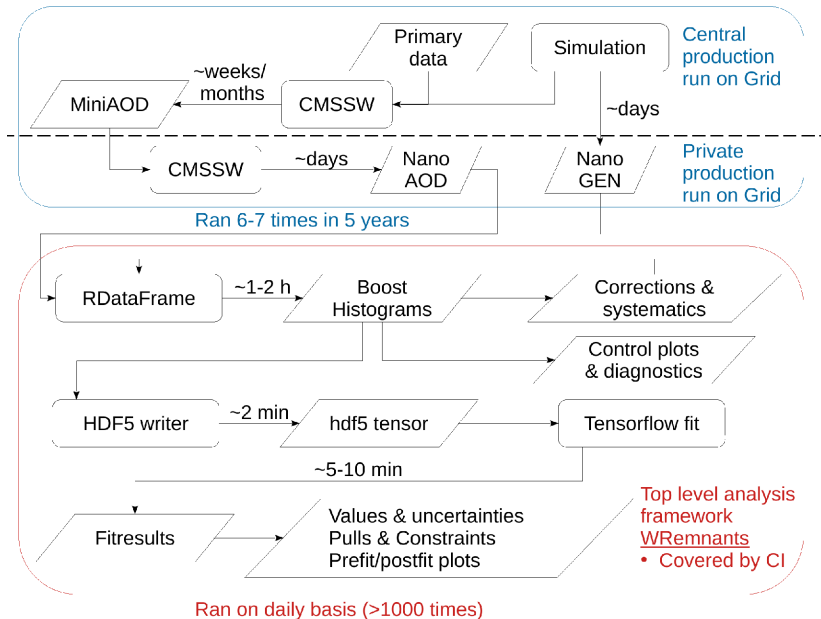 Primary
data
Simulation
Central
production
run on Grid
~weeks/
months
MiniAOD
CMSSW
~days
CMSSW
~days
Nano
AOD
Nano
GEN
Private
production
run on Grid
Ran 6-7 times in 5 years
RDataFrame
~1-2 h
Boost
Histograms
Corrections &
systematics
Control plots
& diagnostics
HDF5 writer
~2 min
hdf5 tensor
Tensorflow fit
~5-10 min
Fitresults
Values & uncertainties
Pulls & Constraints
Prefit/postfit plots
Top level analysis
framework
WRemnants
• Covered by CI
Ran on daily basis (>1000 times)